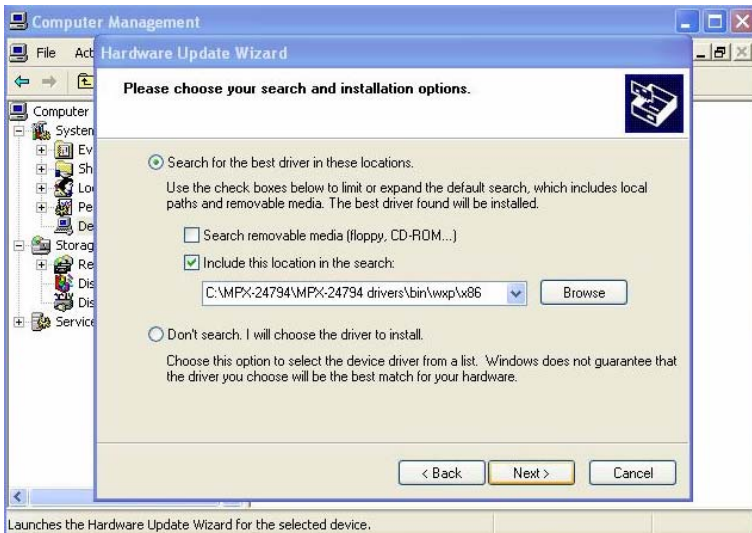 Computer Management
File Act
Hardware Update Wizard
Please choose your search and installation options.
Computer
System
Ev
Sh
Lo
Pe
De
Storag
Re
Dis
Dis
Service
Search for the best driver in these locations.
Use the check boxes below to limit or expand the default search, which includes local
paths and removable media. The best driver found will be installed.
Search removable media (floppy, CD-ROM...)
Include this location in the search:
C:\MPX-24794\MPX-24794 drivers\bin\wxp\x86
Browse
Don't search. I will choose the driver to install.
Choose this option to select the device driver from a list. Windows does not guarantee that
the driver you choose will be the best match for your hardware.
< Back Next > Cancel
Launches the Hardware Update Wizard for the selected device.